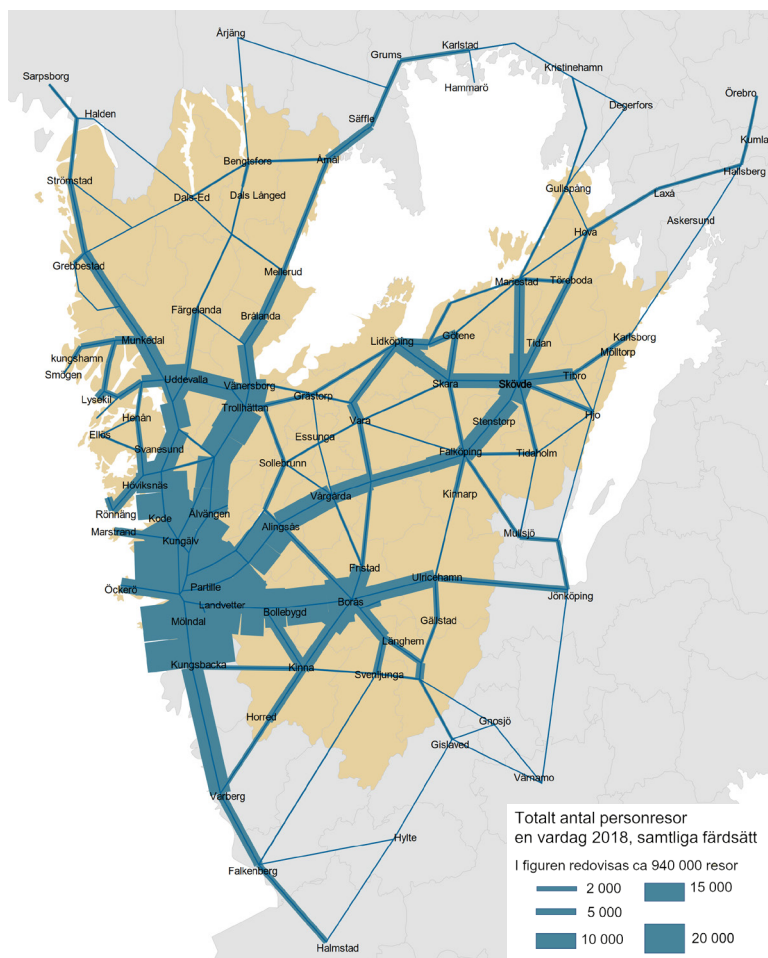 Årjäng
Karlstad
Grums
Kristinehamn
Sarpsborg
Hammarö
Örebro
Degerfors
Halden
Säffle
Kumla
Åmål
Bengtsfors
Hallsberg
Strömstad
Gullspång
Laxå
Dals-Ed
Dals Långed
Askersund
Hova
Grebbestad
Mellerud
Mariestad
Töreboda
Färgelanda
Brålanda
Munkedal
Lidköping
Götene
Tidan
Karlsborg
Mölltorp
kungshamn
Smögen
Uddevalla
Vänersborg
Skara
Skövde
Tibro
Lysekil
Grästorp
Trollhättan
Henån
Vara
Stenstorp
Hjo
Ellös
Essunga
Svanesund
Sollebrunn
Falköping
Tidaholm
Höviksnäs
Vårgårda
Kinnarp
Rönnäng
Kode
Älvängen
Alingsås
Marstrand
Kungälv
Mullsjö
Fristad
Ulricehamn
Öckerö
Partille
Jönköping
Landvetter
Bollebygd
Borås
Mölndal
Gällstad
Länghem
Kungsbacka
Kinna
Svenljunga
Horred
Gnosjö
Gislaved
Värnamo
Varberg
Hylte
Falkenberg
Halmstad
Totalt antal personresor
en vardag 2018, samtliga färdsätt
I figuren redovisas ca 940 000 resor
2 000
15 000
5 000
10 000
20 000